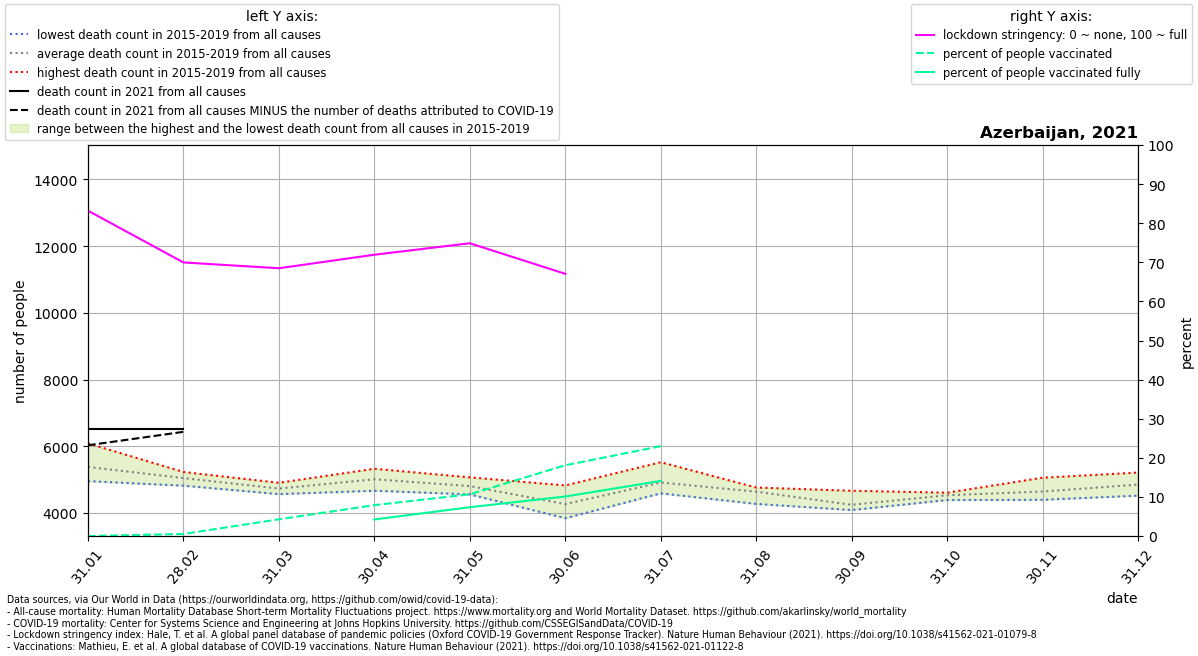 left Y axis:
lowest death count in 2015-2019 from all causes
average death count in 2015-2019 from all causes
highest death count in 2015-2019 from all causes
death count in 2021 from all causes
death count in 2021 from all causes MINUS the number of deaths attributed to COVID-19
range between the highest and the lowest death count from all causes in 2015-2019
right Y axis:
lockdown stringency: 0 ~ none, 100 ~ full
percent of people vaccinated
percent of people vaccinated fully
Azerbaijan, 2021
number of people
14000
12000
10000
8000
6000
4000
100
90
80
70
60
50
40
30
20
10
0
percent
31.01
28.02
31.03
30.04
31.05
30.06
31.07
31.08
30.09
31.10
30.11
31.12
date
Data sources, via Our World in Data (https://ourworldindata.org, https://github.com/owid/covid-19-data):
- All-cause mortality: Human Mortality Database Short-term Mortality Fluctuations project. https://www.mortality.org and World Mortality Dataset. https://github.com/akarlinsky/world_mortality
- COVID-19 mortality: Center for Systems Science and Engineering at Johns Hopkins University. https://github.com/CSSEGISandData/COVID-19
- Lockdown stringency index: Hale, T. et al. A global panel database of pandemic policies (Oxford COVID-19 Government Response Tracker). Nature Human Behaviour (2021). https://doi.org/10.1038/s41562-021-01079-8
- Vaccinations: Mathieu, E. et al. A global database of COVID-19 vaccinations. Nature Human Behaviour (2021). https://doi.org/10.1038/s41562-021-01122-8